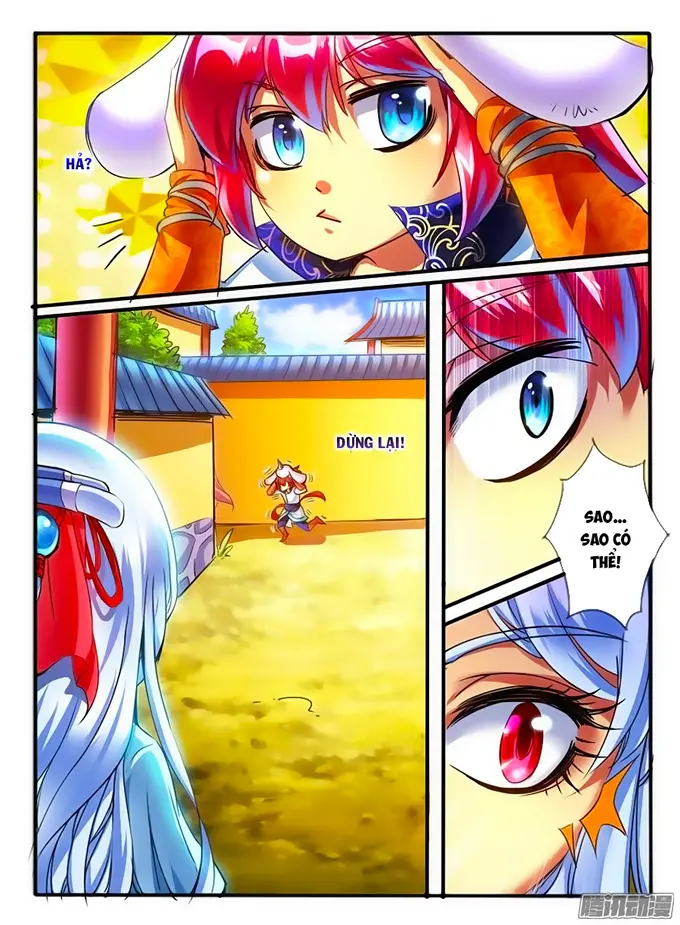 HẢ?
DỪNG LẠI!
SAO...
SAO CÓ
THỂ!
腾讯动漫